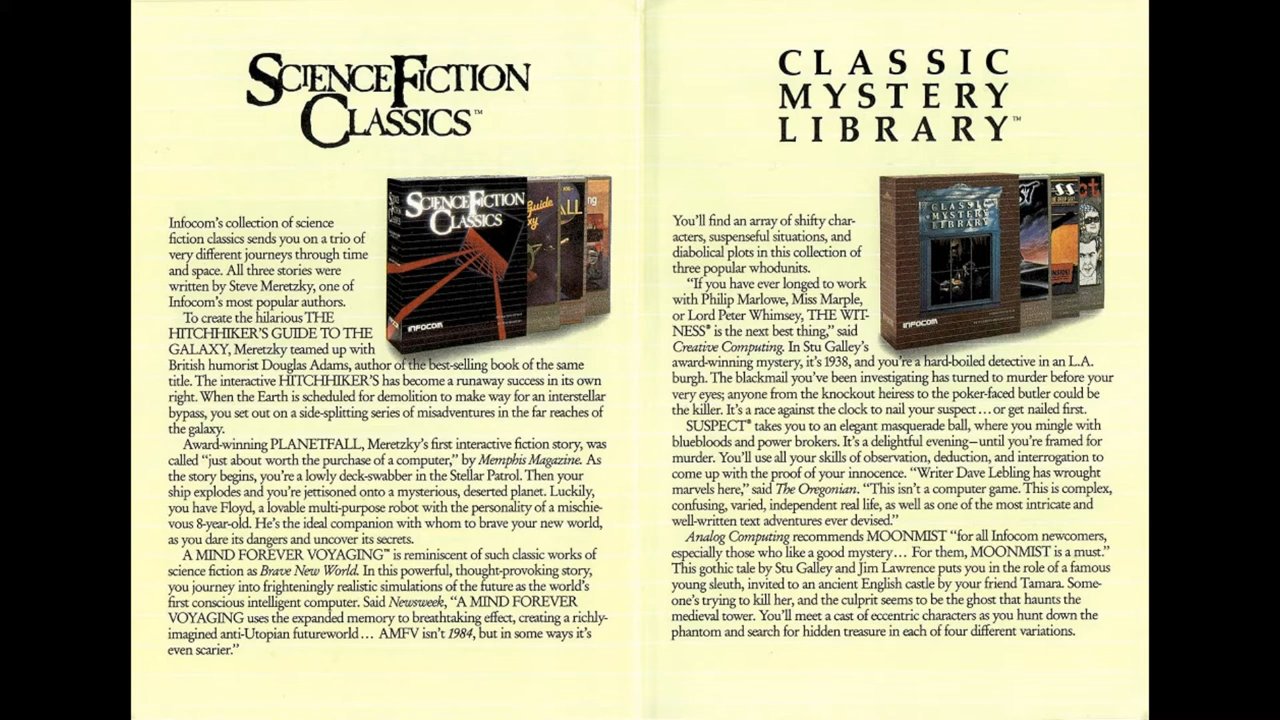 SCIENCE FICTION
CLASSICS™
SCIENCE FICTION
CLASSICS
INFOCOM
Infocom's collection of science
fiction classics sends you on a trio of
very different journeys through time
and space. All three stories were
written by Steve Meretzky, one of
Infocom's most popular authors.
To create the hilarious THE
HITCHHIKER'S GUIDE TO THE
GALAXY, Meretzky teamed up with
British humorist Douglas Adams, author of the best-selling book of the same
title. The interactive HITCHHIKER'S has become a runaway success in its own
right. When the Earth is scheduled for demolition to make way for an interstellar
bypass, you set out on a side-splitting series of misadventures in the far reaches of
the galaxy.
Award-winning PLANETFALL, Meretzky's first interactive fiction story, was
called “just about worth the purchase of a computer,” by Memphis Magazine. As
the story begins, you're a lowly deck-swabber in the Stellar Patrol. Then your
ship explodes and you're jettisoned onto a mysterious, deserted planet. Luckily,
you have Floyd, a lovable multi-purpose robot with the personality of a mischie-
vous 8-year-old. He's the ideal companion with whom to brave your new world,
as you dare its dangers and uncover its secrets.
A MIND FOREVER VOYAGING™ is reminiscent of such classic works of
science fiction as Brave New World. In this powerful, thought-provoking story,
you journey into frighteningly realistic simulations of the future as the world's
first conscious intelligent computer. Said Newsweek, “A MIND FOREVER
VOYAGING uses the expanded memory to breathtaking effect, creating a richly-
imagined anti-Utopian futureworld... AMFV isn't 1984, but in some ways it's
even scarier.”
CLASSIC
MYSTERY
LIBRARY™
CLASSIC
MYSTERY
LIBRARY
INFOCOM
You'll find an array of shifty char-
acters, suspenseful situations, and
diabolical plots in this collection of
three popular whodunits.
“If you have ever longed to work
with Philip Marlowe, Miss Marple,
or Lord Peter Whimsey, THE WIT-
NESS® is the next best thing,” said
Creative Computing. In Stu Galley's
award-winning mystery, it's 1938, and you're a hard-boiled detective in an L.A.
burgh. The blackmail you've been investigating has turned to murder before your
very eyes; anyone from the knockout heiress to the poker-faced butler could be
the killer. It's a race against the clock to nail your suspect... or get nailed first.
SUSPECT® takes you to an elegant masquerade ball, where you mingle with
bluebloods and power brokers. It's a delightful evening—until you're framed for
murder. You'll use all your skills of observation, deduction, and interrogation to
come up with the proof of your innocence. “Writer Dave Lebling has wrought
marvels here,” said The Oregonian. “This isn't a computer game. This is complex,
confusing, varied, independent real life, as well as one of the most intricate and
well-written text adventures ever devised.”
Analog Computing recommends MOONMIST “for all Infocom newcomers,
especially those who like a good mystery... For them, MOONMIST is a must.”
This gothic tale by Stu Galley and Jim Lawrence puts you in the role of a famous
young sleuth, invited to an ancient English castle by your friend Tamara. Some-
one's trying to kill her, and the culprit seems to be the ghost that haunts the
medieval tower. You'll meet a cast of eccentric characters as you hunt down the
phantom and search for hidden treasure in each of four different variations.